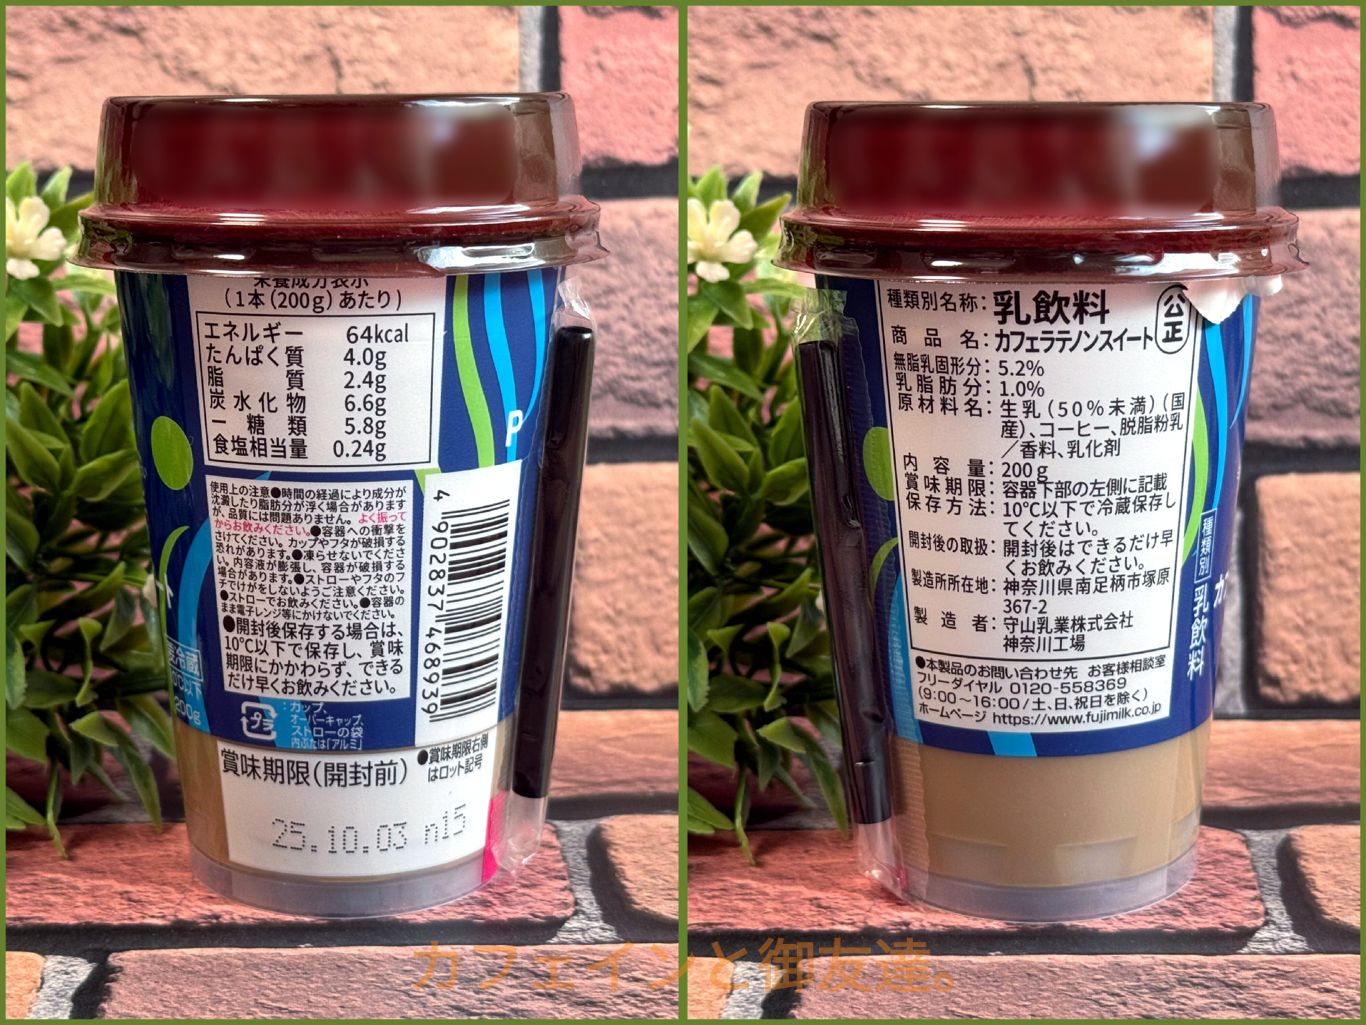 栄養成分表示
(1本(200g)あたり)
エネルギー 64kcal
たんぱく質 4.0g
脂質 2.4g
炭水化物 6.6g
ー糖類 5.8g
食塩相当量 0.24g
使用上の注意●時間の経過により成分が
沈澱したり脂肪分が浮く場合があります
が、品質には問題ありません。よく振って
からお飲みください。●容器への衝撃を
さけてください。カップやフタが破損する
恐れがあります。●凍らせないでくださ
い。内容液が膨張し、容器が破損する
場合があります。●ストローやフタのフ
チでけがをしないようご注意ください。
●ストローでお飲みください。●容器の
まま電子レンジ等にかけないでください。
●開封後保存する場合は、
10℃以下で保存し、賞味
期限にかかわらず、できる
だけ早くお飲みください。
4 902837 468939
P
要冷蔵
10℃以下
200g
プラ
:カップ、
オーバーキャップ、
ストローの袋
内ぶたは「アルミ」
賞味期限(開封前)
●賞味期限右側
はロット記号
25.10.03 n15
種類別名称:乳飲料
公正
商品名:カフェラテノンスイート
無脂乳固形分:5.2%
乳脂肪分:1.0%
原材料名:生乳(50%未満)(国
産)、コーヒー、脱脂粉乳
/香料、乳化剤
内容量:200g
賞味期限:容器下部の左側に記載
保存方法:10℃以下で冷蔵保存し
てください。
開封後の取扱:開封後はできるだけ早
くお飲みください。
製造所所在地:神奈川県南足柄市塚原
367-2
製造者:守山乳業株式会社
神奈川工場
●本製品のお問い合わせ先 お客様相談室
フリーダイヤル 0120-558369
(9:00~16:00/土、日、祝日を除く)
ホームページ https://www.fujimilk.co.jp
種類別
乳飲料
カ
カフェインと御友達。